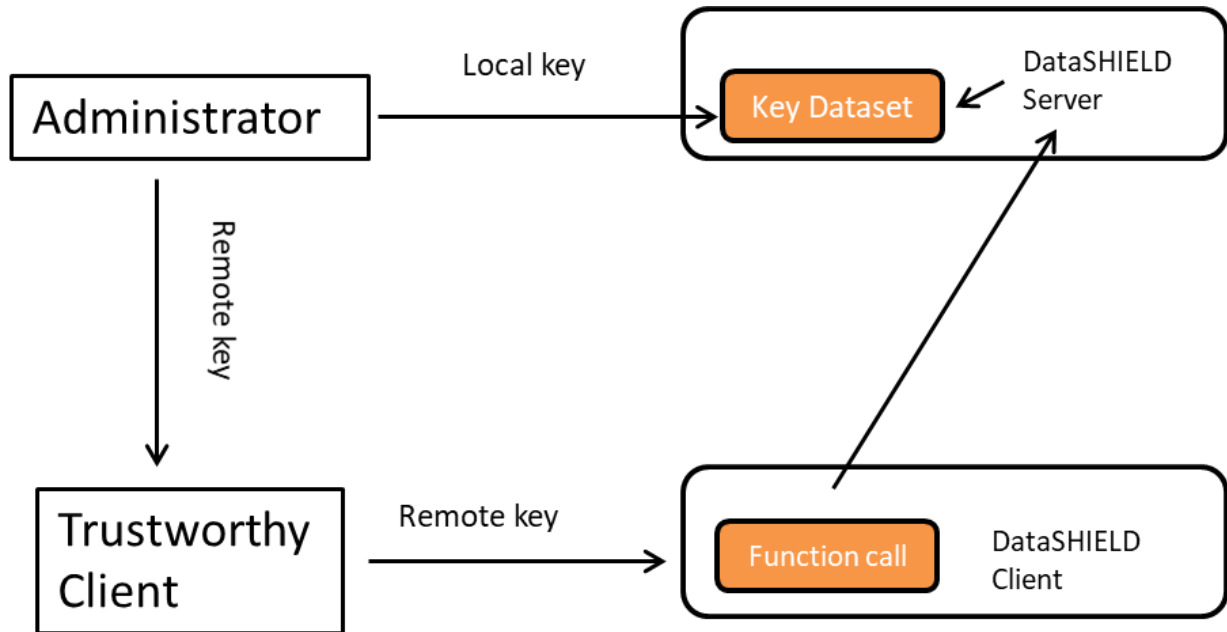 Local key
DataSHIELD
Server
Key Dataset
Administrator
Remote key
Trustworthy
Client
Remote key
Function call
DataSHIELD
Client